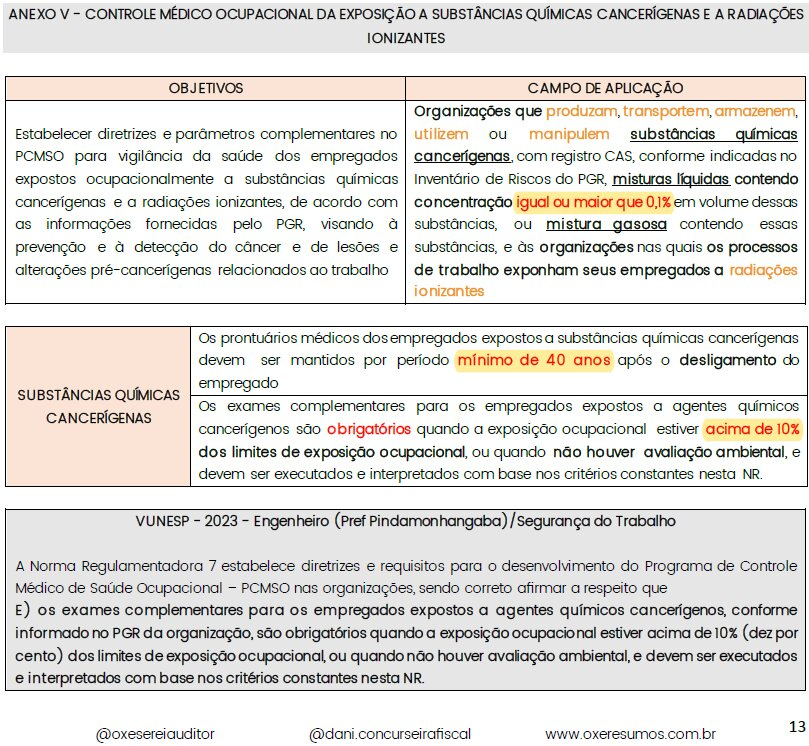 ANEXO V - CONTROLE MÉDICO OCUPACIONAL DA EXPOSIÇÃO A SUBSTÂNCIAS QUÍMICAS CANCERÍGENAS E A RADIAÇÕES
IONIZANTES
OBJETIVOS
Estabelecer diretrizes e parâmetros complementares no
PCMSO para vigilância da saúde dos empregados
expostos ocupacionalmente a substâncias químicas
cancerígenas e a radiações ionizantes, de acordo com
as informações fornecidas pelo PGR, visando à
prevenção e à detecção do câncer e de lesões e
alterações pré-cancerígenas relacionados ao trabalho
CAMPO DE APLICAÇÃO
Organizações que produzam, transportem, armazenem,
utilizem ou manipulem substâncias químicas
cancerígenas, com registro CAS, conforme indicadas no
Inventário de Riscos do PGR, misturas líquidas contendo
concentração igual ou maior que 0,1% em volume dessas
substâncias, ou mistura gasosa contendo essas
substâncias, e às organizações nas quais os processos
de trabalho exponham seus empregados a radiações
ionizantes
SUBSTÂNCIAS QUÍMICAS
CANCERÍGENAS
Os prontuários médicos dos empregados expostos a substâncias químicas cancerígenas
devem ser mantidos por período mínimo de 40 anos após o desligamento do
empregado
Os exames complementares para os empregados expostos a agentes químicos
cancerígenos são obrigatórios quando a exposição ocupacional estiver acima de 10%
dos limites de exposição ocupacional, ou quando não houver avaliação ambiental, e
devem ser executados e interpretados com base nos critérios constantes nesta NR.
VUNESP - 2023 - Engenheiro (Pref Pindamonhangaba)/Segurança do Trabalho
A Norma Regulamentadora 7 estabelece diretrizes e requisitos para o desenvolvimento do Programa de Controle
Médico de Saúde Ocupacional – PCMSO nas organizações, sendo correto afirmar a respeito que
E) os exames complementares para os empregados expostos a agentes químicos cancerígenos, conforme
informado no PGR da organização, são obrigatórios quando a exposição ocupacional estiver acima de 10% (dez por
cento) dos limites de exposição ocupacional, ou quando não houver avaliação ambiental, e devem ser executados
e interpretados com base nos critérios constantes nesta NR.
@oxesereiauditor @dani.concurseirafiscal www.oxeresumos.com.br 13